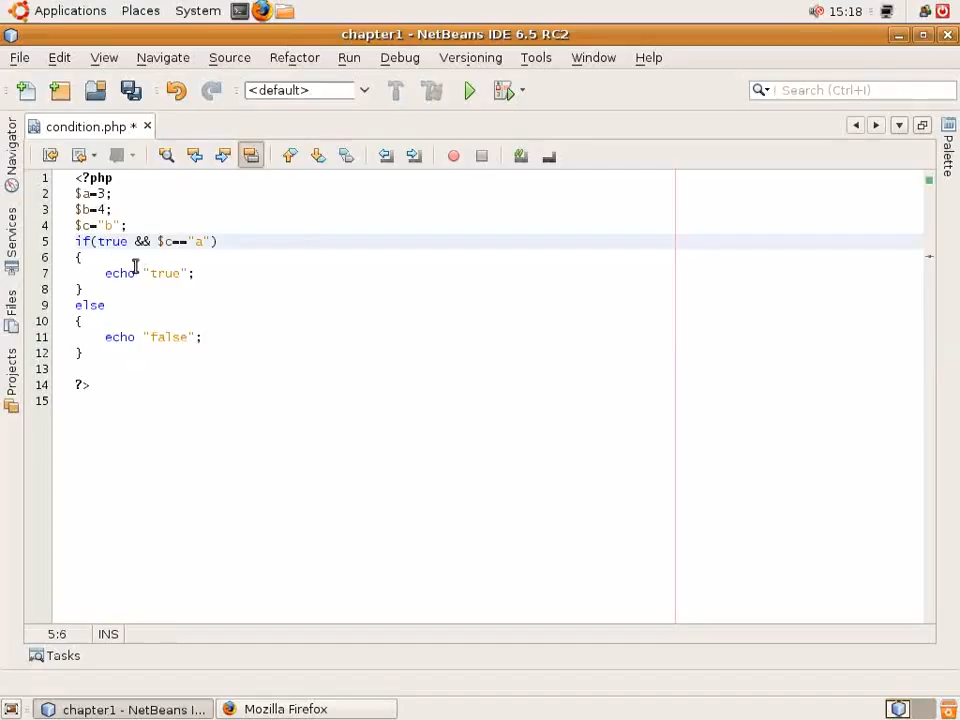 Applications Places System 15:18
chapter1 - NetBeans IDE 6.5 RC2
File Edit View Navigate Source Refactor Run Debug Versioning Tools Window Help
<default> Search (Ctrl+I)
condition.php *
Navigator
Services
Files
Projects
Palette
1 <?php
2 $a=3;
3 $b=4;
4 $c="b";
5 if(true && $c=="a")
6 {
7 echo "true";
8 }
9 else
10 {
11 echo "false";
12 }
13
14 ?>
15
5:6 INS
Tasks
chapter1 - NetBeans I... Mozilla Firefox